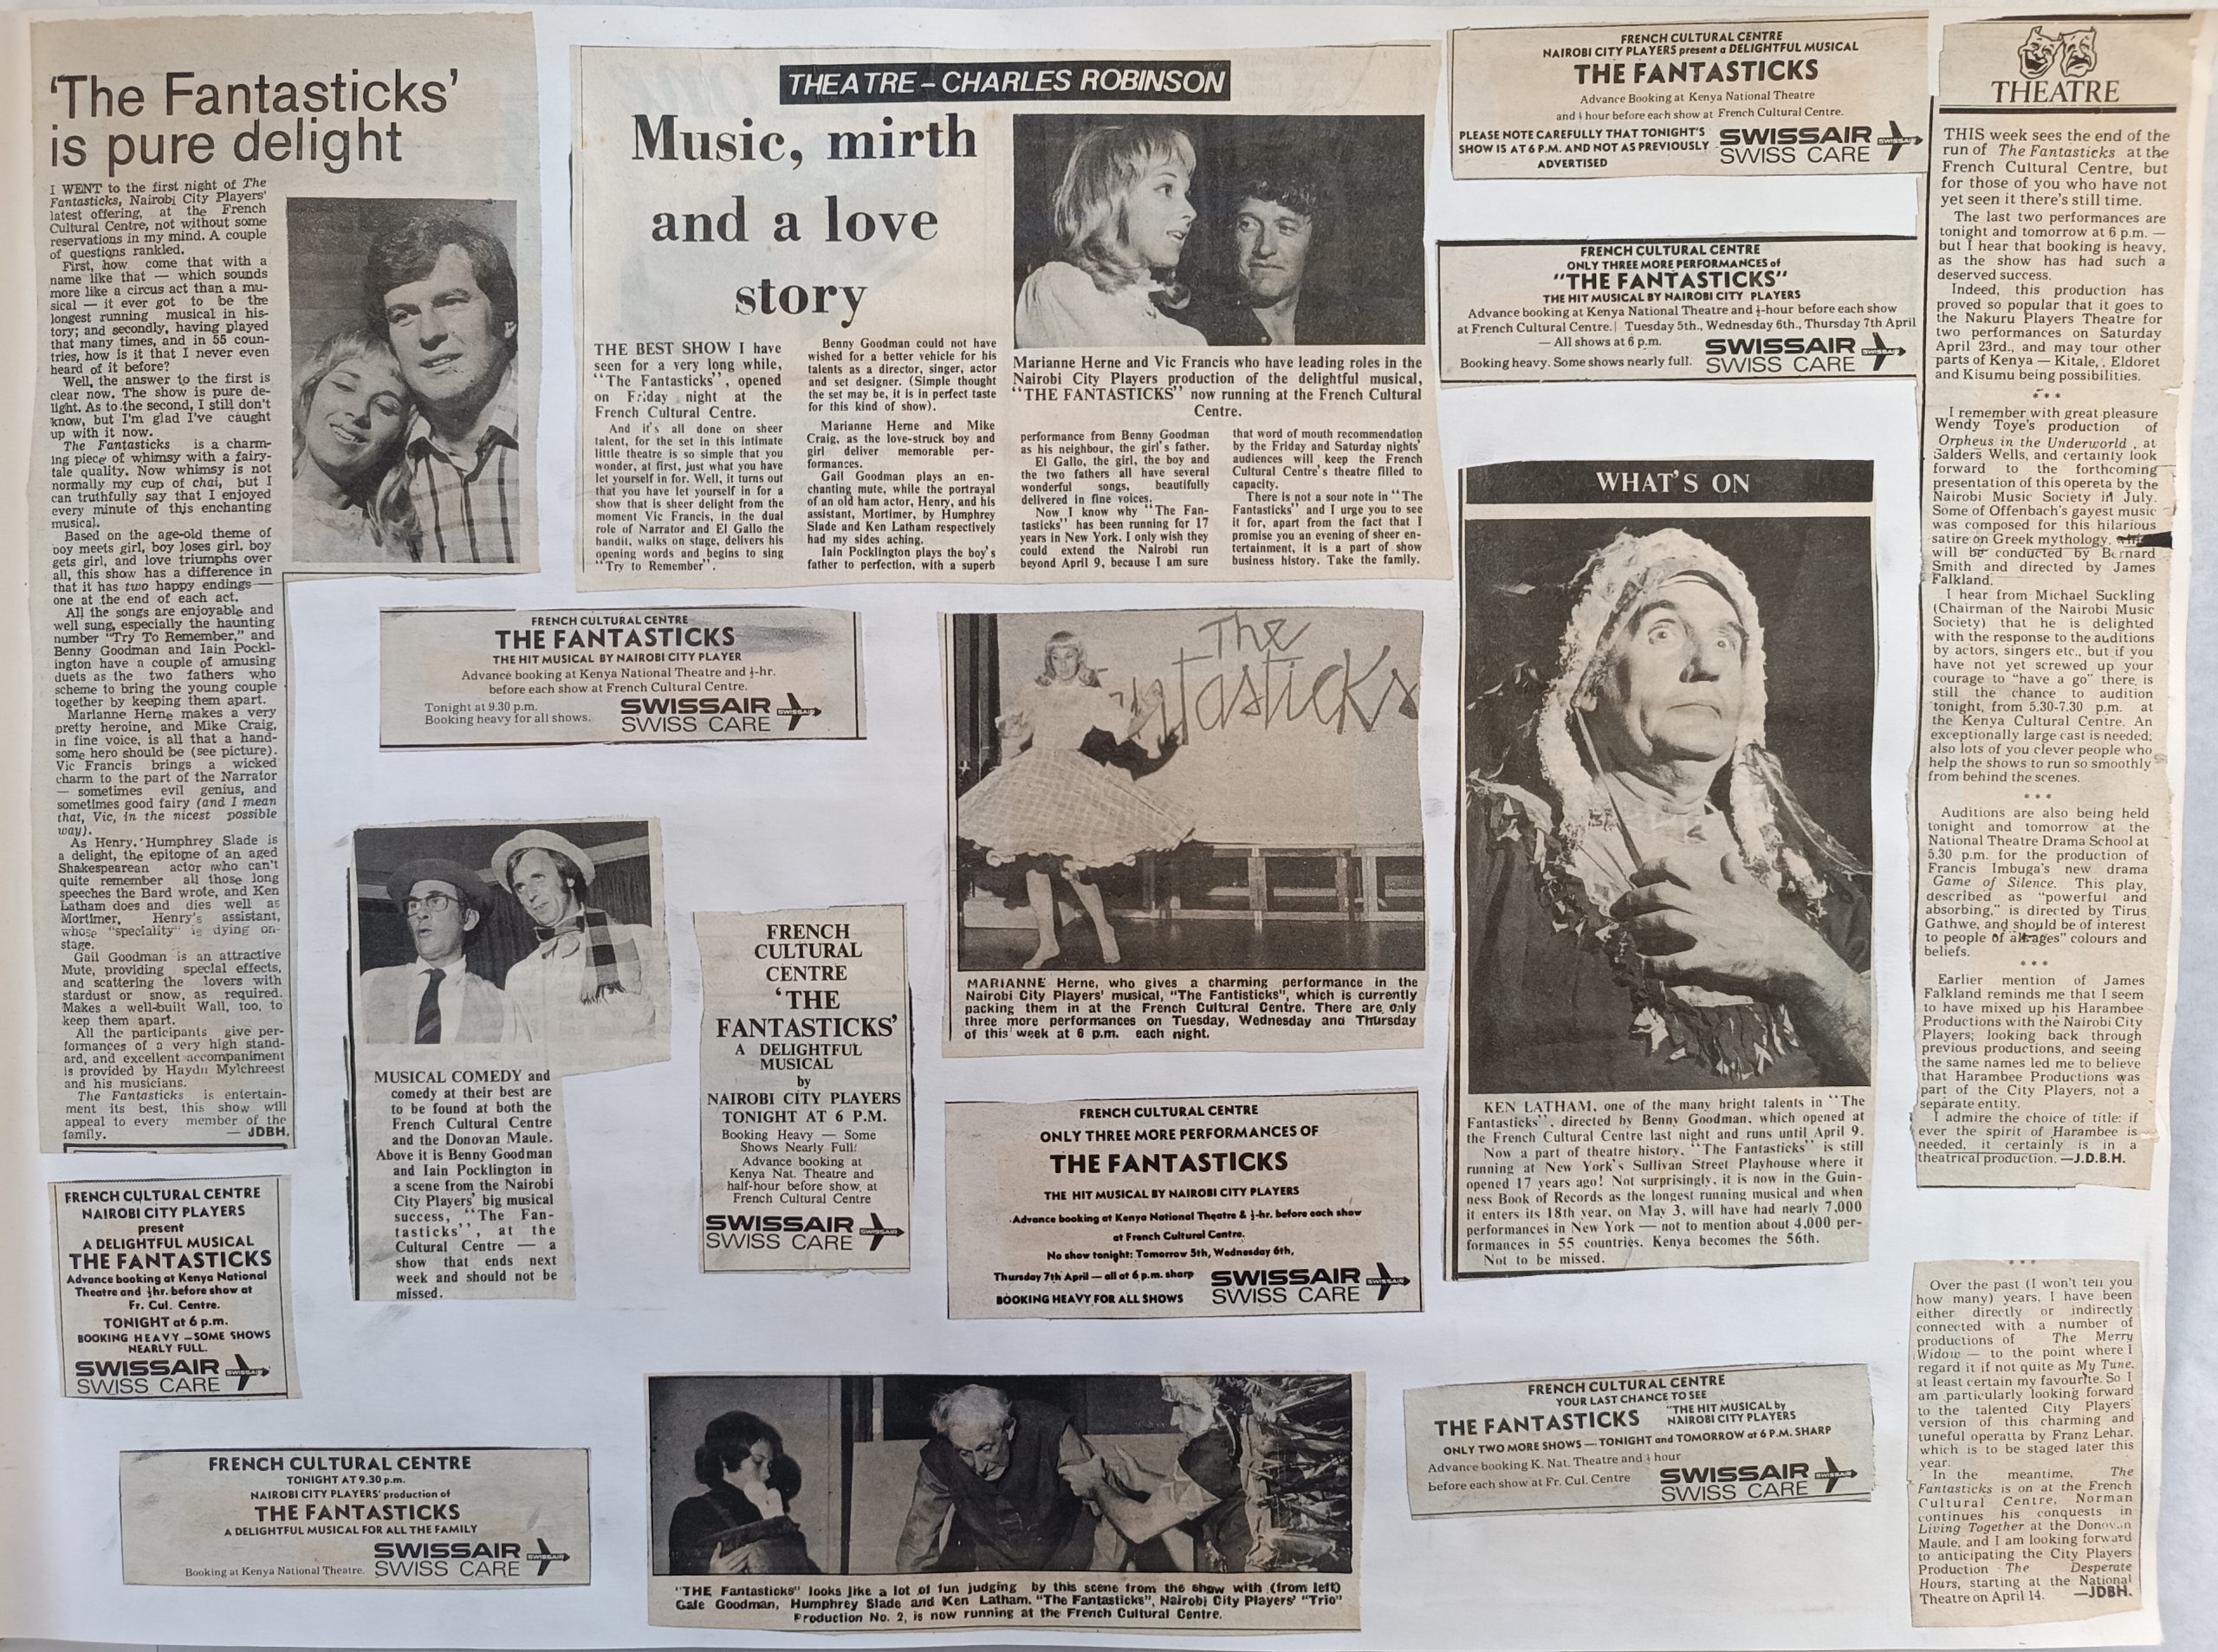 'The Fantasticks'
is pure delight
I WENT to the first night of The
Fantasticks, Nairobi City Players'
latest offering, at the French
Cultural Centre, not without some
reservations in my mind. A couple
of questions rankled.
First, how come that with a
name like that — which sounds
more like a circus act than a mu-
sical — it ever got to be the
longest running musical in his-
tory; and secondly, having played
that many times, and in 55 coun-
tries, how is it that I never even
heard of it before?
Well, the answer to the first is
clear now. The show is pure de-
light. As to the second, I still don't
know, but I'm glad I've caught
up with it now.
The Fantasticks is a charm-
ing piece of whimsy with a fairy-
tale quality. Now whimsy is not
normally my cup of chai, but I
can truthfully say that I enjoyed
every minute of this enchanting
musical.
Based on the age-old theme of
boy meets girl, boy loses girl, boy
gets girl, and love triumphs over
all, this show has a difference in
that it has two happy endings—
one at the end of each act.
All the songs are enjoyable and
well sung, especially the haunting
number "Try To Remember," and
Benny Goodman and Iain Pockl-
ington have a couple of amusing
duets as the two fathers who
scheme to bring the young couple
together by keeping them apart.
Marianne Herne makes a very
pretty heroine, and Mike Craig,
in fine voice, is all that a hand-
some hero should be (see picture).
Vic Francis brings a wicked
charm to the part of the Narrator
— sometimes evil genius, and
sometimes good fairy (and I mean
that, Vic, in the nicest possible
way).
As Henry, Humphrey Slade is
a delight, the epitome of an aged
Shakespearean actor who can't
quite remember all those long
speeches the Bard wrote, and Ken
Latham does and dies well as
Mortimer, Henry's assistant,
whose "speciality" is dying on-
stage.
Gail Goodman is an attractive
Mute, providing special effects,
and scattering the lovers with
stardust or snow, as required.
Makes a well-built Wall, too, to
keep them apart.
All the participants give per-
formances of a very high stand-
ard, and excellent accompaniment
is provided by Haydn Mylchreest
and his musicians.
The Fantasticks is entertain-
ment its best, this show will
appeal to every member of the
family. — JDBH.
FRENCH CULTURAL CENTRE
NAIROBI CITY PLAYERS
present
A DELIGHTFUL MUSICAL
THE FANTASTICKS
Advance booking at Kenya National
Theatre and ½hr. before show at
Fr. Cul. Centre.
TONIGHT at 6 p.m.
BOOKING HEAVY — SOME SHOWS
NEARLY FULL.
SWISSAIR
SWISS CARE
FRENCH CULTURAL CENTRE
TONIGHT AT 9.30 p.m.
NAIROBI CITY PLAYERS' production of
THE FANTASTICKS
A DELIGHTFUL MUSICAL FOR ALL THE FAMILY
Booking at Kenya National Theatre.
SWISSAIR
SWISS CARE
THEATRE – CHARLES ROBINSON
Music, mirth
and a love
story
THE BEST SHOW I have
seen for a very long while,
"The Fantasticks", opened
on Friday night at the
French Cultural Centre.
And it's all done on sheer
talent, for the set in this intimate
little theatre is so simple that you
wonder, at first, just what you have
let yourself in for. Well, it turns out
that you have let yourself in for a
show that is sheer delight from the
moment Vic Francis, in the dual
role of Narrator and El Gallo the
bandit, walks on stage, delivers his
opening words and begins to sing
"Try to Remember".
Benny Goodman could not have
wished for a better vehicle for his
talents as a director, singer, actor
and set designer. (Simple thought
the set may be, it is in perfect taste
for this kind of show).
Marianne Herne and Mike
Craig, as the love-struck boy and
girl deliver memorable per-
formances.
Gail Goodman plays an en-
chanting mute, while the portrayal
of an old ham actor, Henry, and his
assistant, Mortimer, by Humphrey
Slade and Ken Latham respectively
had my sides aching.
Iain Pocklington plays the boy's
father to perfection, with a superb
Marianne Herne and Vic Francis who have leading roles in the
Nairobi City Players production of the delightful musical,
"THE FANTASTICKS" now running at the French Cultural
Centre.
performance from Benny Goodman
as his neighbour, the girl's father.
El Gallo, the girl, the boy and
the two fathers all have several
wonderful songs, beautifully
delivered in fine voices.
Now I know why "The Fan-
tasticks" has been running for 17
years in New York. I only wish they
could extend the Nairobi run
beyond April 9, because I am sure
that word of mouth recommendation
by the Friday and Saturday nights'
audiences will keep the French
Cultural Centre's theatre filled to
capacity.
There is not a sour note in "The
Fantasticks" and I urge you to see
it for, apart from the fact that I
promise you an evening of sheer en-
tertainment, it is a part of show
business history. Take the family.
FRENCH CULTURAL CENTRE
THE FANTASTICKS
THE HIT MUSICAL BY NAIROBI CITY PLAYER
Advance booking at Kenya National Theatre and ½-hr.
before each show at French Cultural Centre.
Tonight at 9.30 p.m.
Booking heavy for all shows.
SWISSAIR
SWISS CARE
MUSICAL COMEDY and
comedy at their best are
to be found at both the
French Cultural Centre
and the Donovan Maule.
Above it is Benny Goodman
and Iain Pocklington in
a scene from the Nairobi
City Players' big musical
success, "The Fan-
tasticks", at the
Cultural Centre — a
show that ends next
week and should not be
missed.
FRENCH
CULTURAL
CENTRE
'THE
FANTASTICKS'
A DELIGHTFUL
MUSICAL
by
NAIROBI CITY PLAYERS
TONIGHT AT 6 P.M.
Booking Heavy — Some
Shows Nearly Full!
Advance booking at
Kenya Nat. Theatre and
half-hour before show, at
French Cultural Centre
SWISSAIR
SWISS CARE
The
ntasticks
MARIANNE Herne, who gives a charming performance in the
Nairobi City Players' musical, "The Fantisticks", which is currently
packing them in at the French Cultural Centre. There are only
three more performances on Tuesday, Wednesday and Thursday
of this week at 6 p.m. each night.
FRENCH CULTURAL CENTRE
ONLY THREE MORE PERFORMANCES OF
THE FANTASTICKS
THE HIT MUSICAL BY NAIROBI CITY PLAYERS
Advance booking at Kenya National Theatre & ½-hr. before each show
at French Cultural Centre.
No show tonight: Tomorrow 5th, Wednesday 6th,
Thursday 7th April — all at 6 p.m. sharp
BOOKING HEAVY FOR ALL SHOWS
SWISSAIR
SWISS CARE
"THE Fantasticks" looks like a lot of fun judging by this scene from the show with (from left)
Gale Goodman, Humphrey Slade and Ken Latham. "The Fantasticks", Nairobi City Players' "Trio"
Production No. 2, is now running at the French Cultural Centre.
FRENCH CULTURAL CENTRE
NAIROBI CITY PLAYERS present a DELIGHTFUL MUSICAL
THE FANTASTICKS
Advance Booking at Kenya National Theatre
and ½ hour before each show at French Cultural Centre.
PLEASE NOTE CAREFULLY THAT TONIGHT'S
SHOW IS AT 6 P.M. AND NOT AS PREVIOUSLY
ADVERTISED
SWISSAIR
SWISS CARE
FRENCH CULTURAL CENTRE
ONLY THREE MORE PERFORMANCES of
"THE FANTASTICKS"
THE HIT MUSICAL BY NAIROBI CITY PLAYERS
Advance booking at Kenya National Theatre and ½-hour before each show
at French Cultural Centre. Tuesday 5th., Wednesday 6th., Thursday 7th April
— All shows at 6 p.m.
Booking heavy. Some shows nearly full.
SWISSAIR
SWISS CARE
WHAT'S ON
KEN LATHAM, one of the many bright talents in "The
Fantasticks", directed by Benny Goodman, which opened at
the French Cultural Centre last night and runs until April 9.
Now a part of theatre history, "The Fantasticks" is still
running at New York's Sullivan Street Playhouse where it
opened 17 years ago! Not surprisingly, it is now in the Guin-
ness Book of Records as the longest running musical and when
it enters its 18th year, on May 3, will have had nearly 7,000
performances in New York — not to mention about 4,000 per-
formances in 55 countries. Kenya becomes the 56th.
Not to be missed.
FRENCH CULTURAL CENTRE
YOUR LAST CHANCE TO SEE
THE FANTASTICKS "THE HIT MUSICAL by
NAIROBI CITY PLAYERS
ONLY TWO MORE SHOWS — TONIGHT and TOMORROW at 6 P.M. SHARP
Advance booking K. Nat. Theatre and ½ hour
before each show at Fr. Cul. Centre
SWISSAIR
SWISS CARE
THEATRE
THIS week sees the end of the
run of The Fantasticks at the
French Cultural Centre, but
for those of you who have not
yet seen it there's still time.
The last two performances are
tonight and tomorrow at 6 p.m. —
but I hear that booking is heavy,
as the show has had such a
deserved success.
Indeed, this production has
proved so popular that it goes to
the Nakuru Players Theatre for
two performances on Saturday
April 23rd., and may tour other
parts of Kenya — Kitale, Eldoret
and Kisumu being possibilities.
* * *
I remember with great pleasure
Wendy Toye's production of
Orpheus in the Underworld, at
Salders Wells, and certainly look
forward to the forthcoming
presentation of this opereta by the
Nairobi Music Society in July.
Some of Offenbach's gayest music
was composed for this hilarious
satire on Greek mythology,
will be conducted by Bernard
Smith and directed by James
Falkland.
I hear from Michael Suckling
(Chairman of the Nairobi Music
Society) that he is delighted
with the response to the auditions
by actors, singers etc., but if you
have not yet screwed up your
courage to "have a go" there is
still the chance to audition
tonight, from 5.30-7.30 p.m. at
the Kenya Cultural Centre. An
exceptionally large cast is needed;
also lots of you clever people who
help the shows to run so smoothly
from behind the scenes.
* * *
Auditions are also being held
tonight and tomorrow at the
National Theatre Drama School at
5.30 p.m. for the production of
Francis Imbuga's new drama
Game of Silence. This play,
described as "powerful and
absorbing," is directed by Tirus
Gathwe, and should be of interest
to people of all ages" colours and
beliefs.
* * *
Earlier mention of James
Falkland reminds me that I seem
to have mixed up his Harambee
Productions with the Nairobi City
Players; looking back through
previous productions, and seeing
the same names led me to believe
that Harambee Productions was
part of the City Players, not a
separate entity.
I admire the choice of title: if
ever the spirit of Harambee is
needed, it certainly is in a
theatrical production. —J.D.B.H.
* * *
Over the past (I won't tell you
how many) years, I have been
either directly or indirectly
connected with a number of
productions of The Merry
Widow — to the point where I
regard it if not quite as My Tune,
at least certain my favourite. So I
am particularly looking forward
to the talented City Players'
version of this charming and
tuneful operatta by Franz Lehar,
which is to be staged later this
year.
In the meantime, The
Fantasticks is on at the French
Cultural Centre, Norman
continues his conquests in
Living Together at the Donovan
Maule, and I am looking forward
to anticipating the City Players
Production The Desperate
Hours, starting at the National
Theatre on April 14. —JDBH.